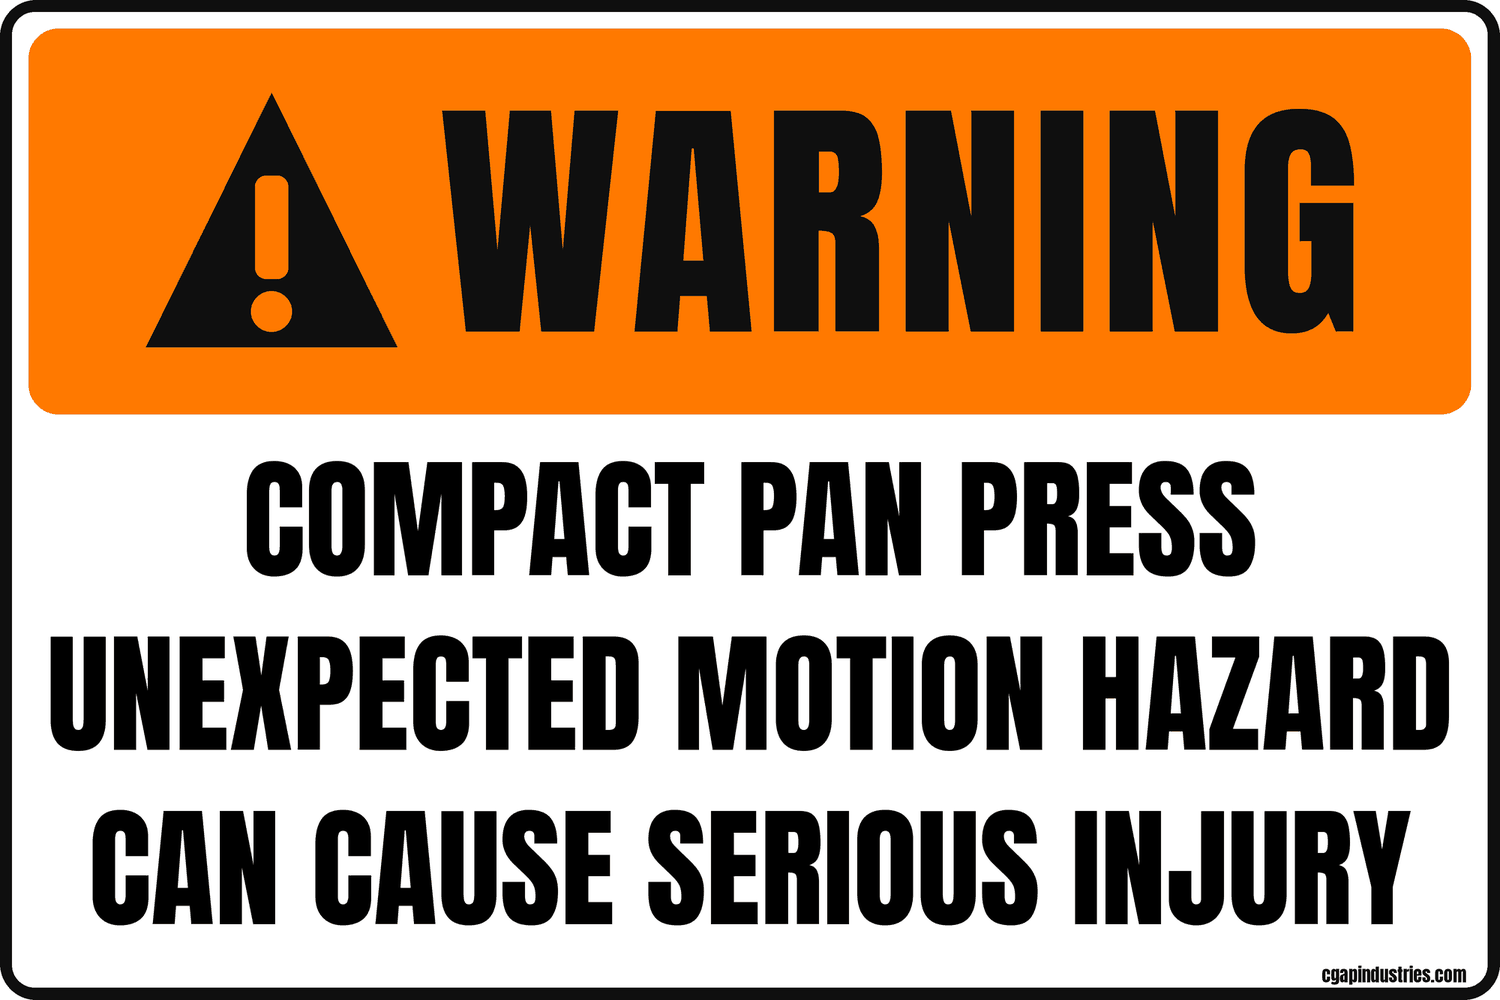 WARNING
COMPACT PAN PRESS
UNEXPECTED MOTION HAZARD
CAN CAUSE SERIOUS INJURY
cgapindustries.com